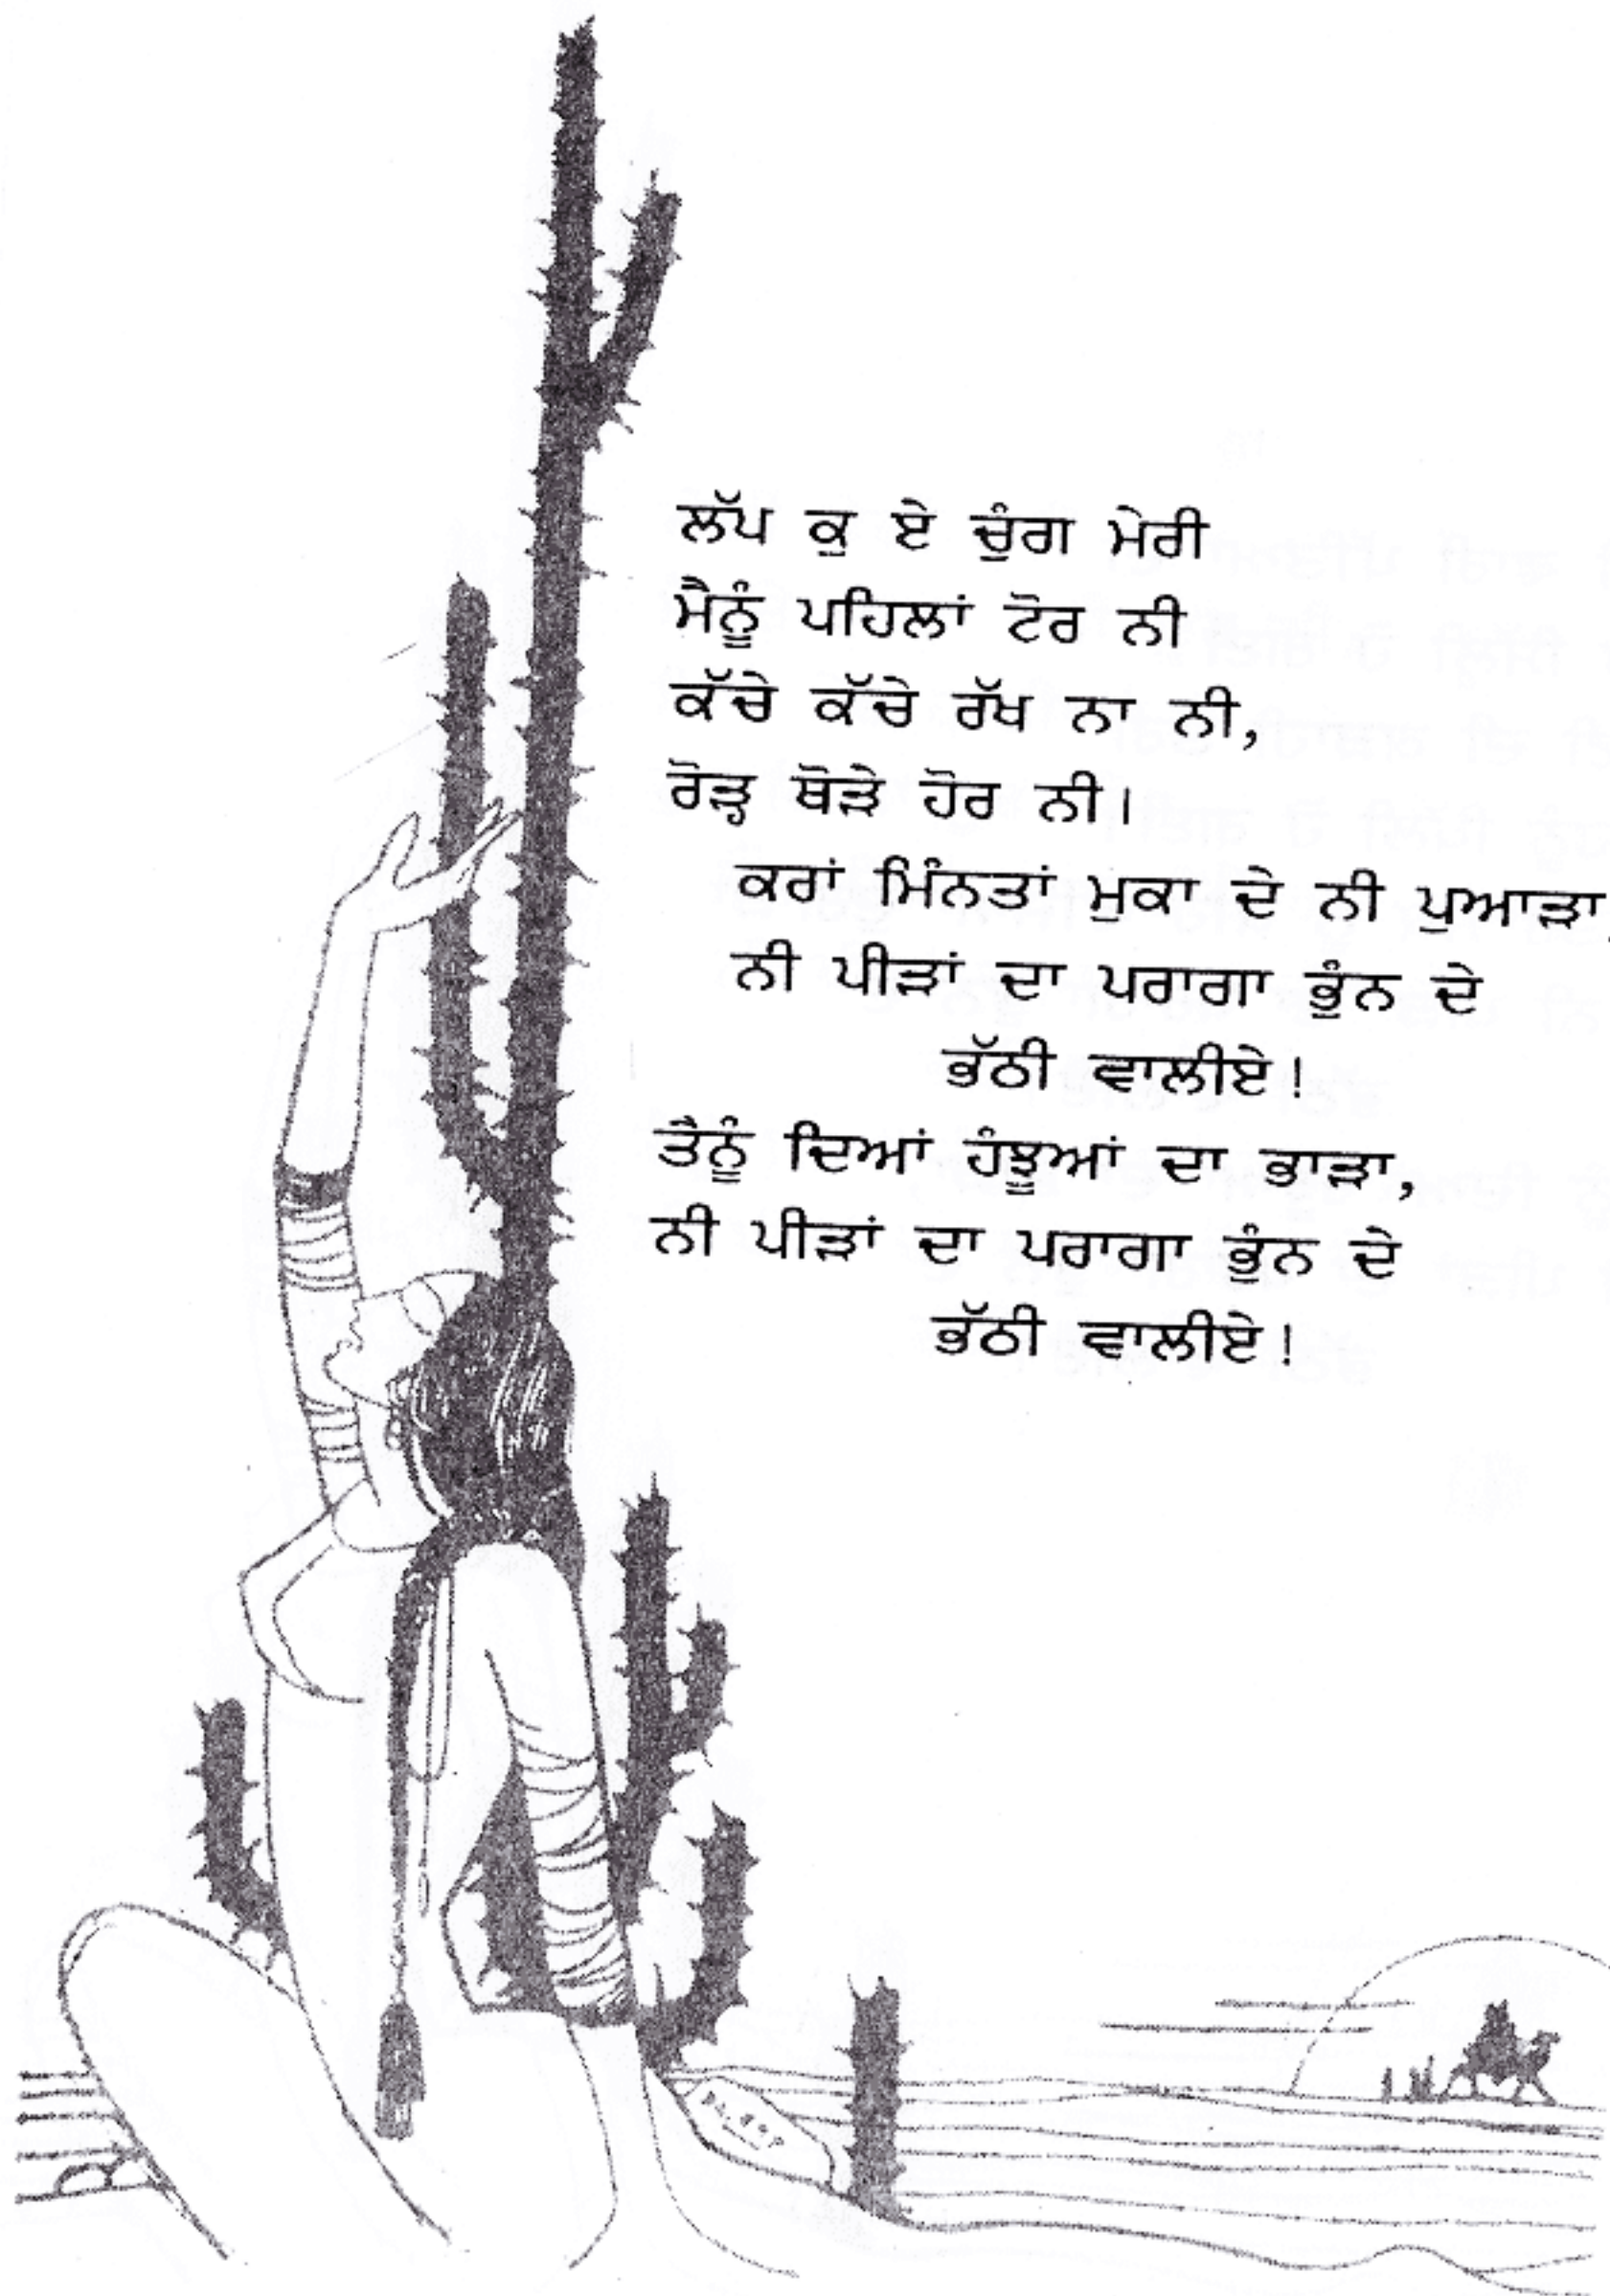 ਲੱਪ ਕੁ ਏ ਚੁੰਗ ਮੇਰੀ
ਮੈਨੂੰ ਪਹਿਲਾਂ ਟੋਰ ਨੀ
ਕੱਚੇ ਕੱਚੇ ਰੱਖ ਨਾ ਨੀ,
ਰੋੜ੍ਹ ਥੋੜੇ ਹੋਰ ਨੀ।
ਕਰਾਂ ਮਿੰਨਤਾਂ ਮੁਕਾ ਦੇ ਨੀ ਪੁਆੜਾ,
ਨੀ ਪੀੜਾਂ ਦਾ ਪਰਾਗਾ ਭੁੰਨ ਦੇ
ਭੱਠੀ ਵਾਲੀਏ!
ਤੈਨੂੰ ਦਿਆਂ ਹੰਝੂਆਂ ਦਾ ਭਾੜਾ,
ਨੀ ਪੀੜਾਂ ਦਾ ਪਰਾਗਾ ਭੁੰਨ ਦੇ
ਭੱਠੀ ਵਾਲੀਏ!